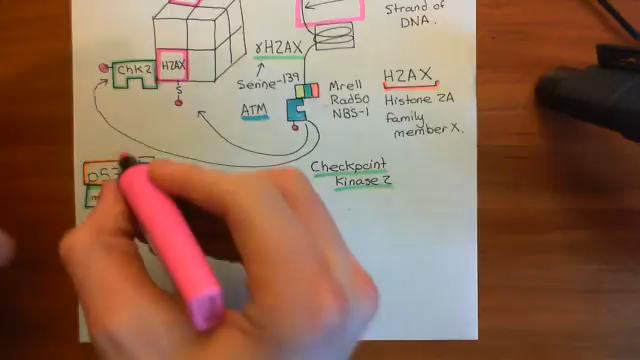 Strand of
DNA.
γH2AX
Chk2
H2AX
S
Serine-139
ATM
Mre11
Rad50
NBS-1
H2AX
Histone 2A
Family
member X.
Checkpoint
kinase 2
p53